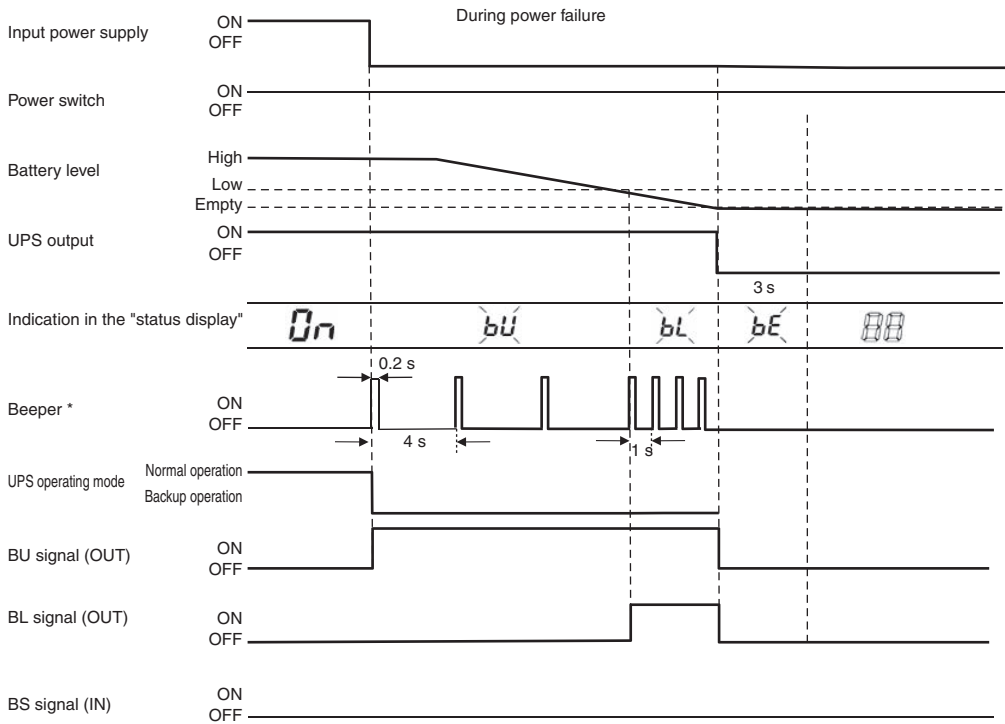 During power failure
Input power supply ON
OFF
Power switch ON
OFF
Battery level High
Low
Empty
UPS output ON
OFF
3 s
Indication in the "status display" On bU bL bE 88
0.2 s
Beeper * ON
OFF
4 s 1 s
UPS operating mode Normal operation
Backup operation
BU signal (OUT) ON
OFF
BL signal (OUT) ON
OFF
BS signal (IN) ON
OFF